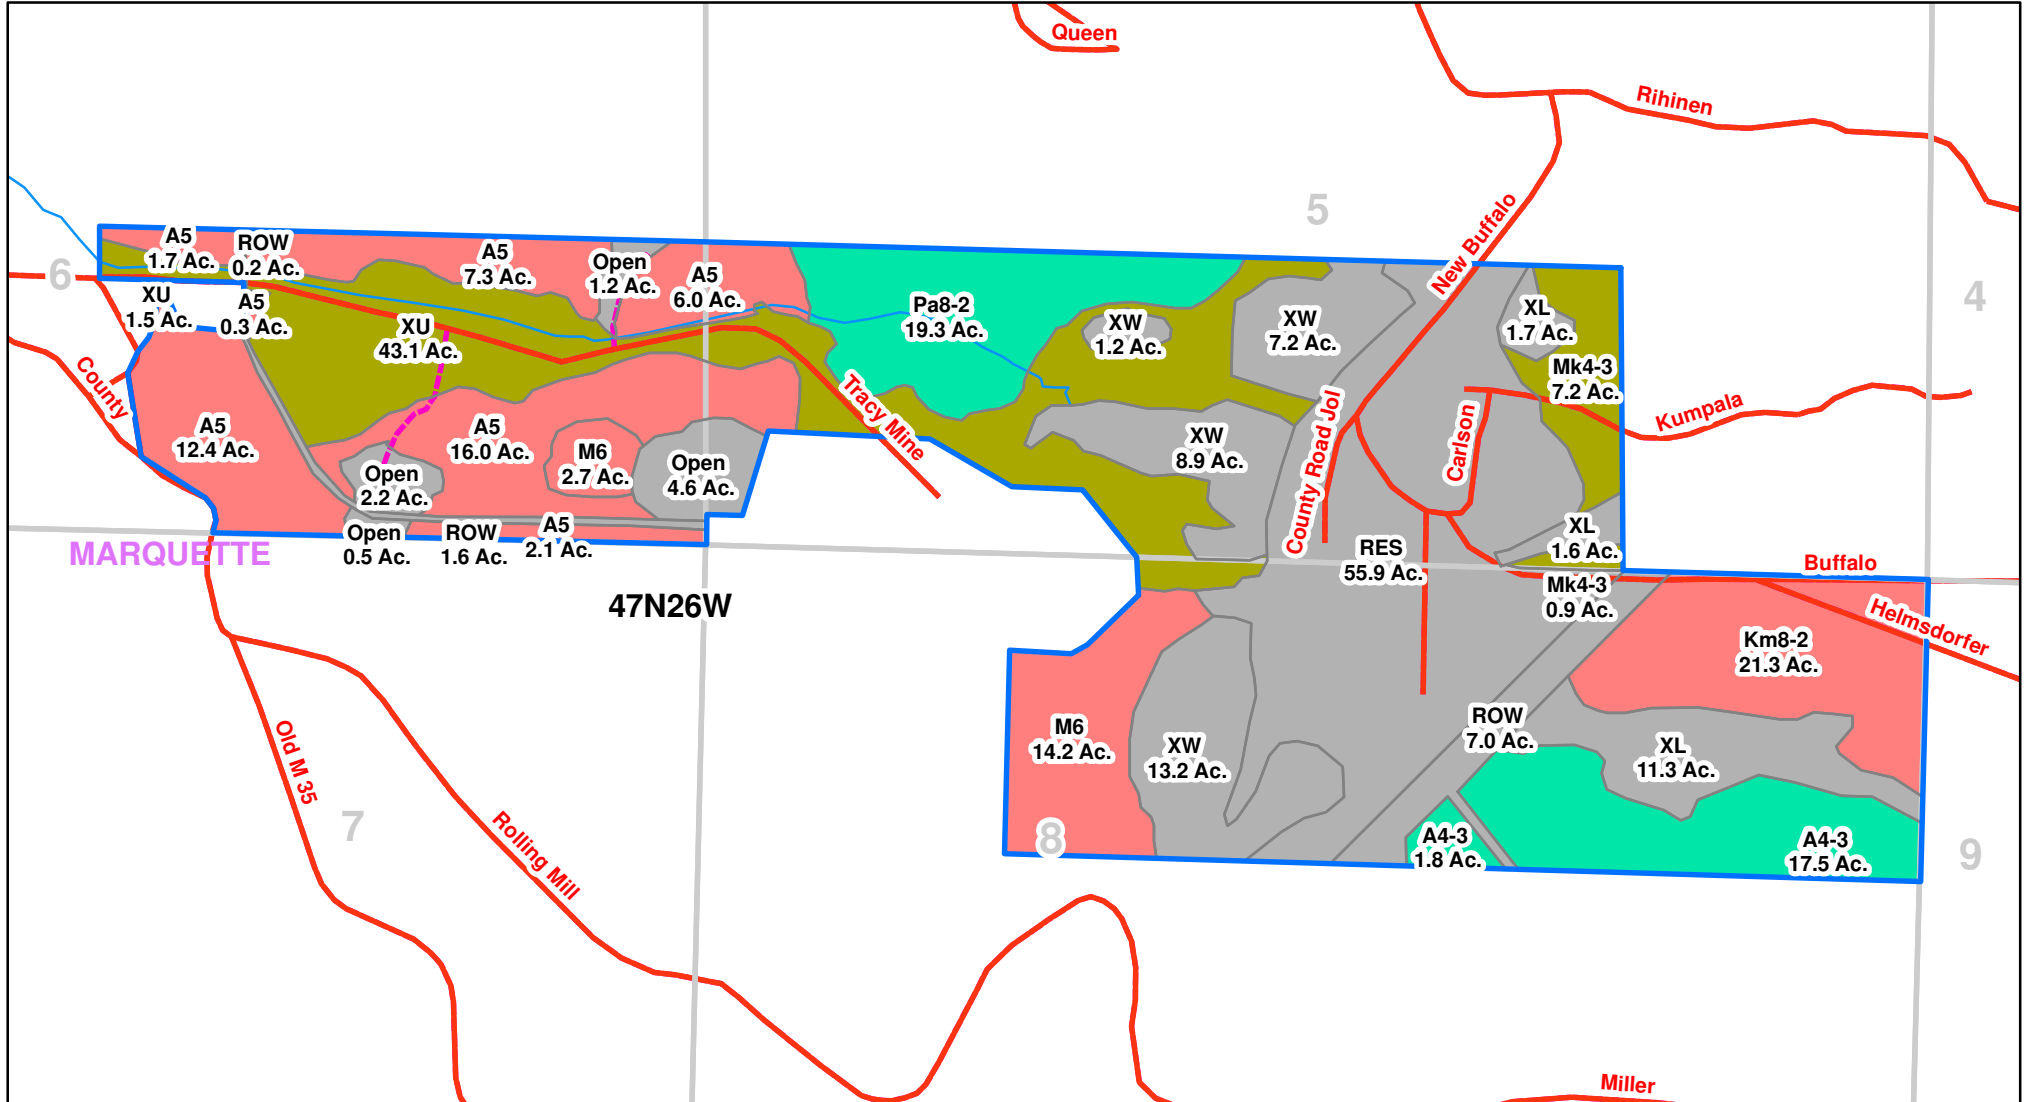 Queen
Rihinen
5
New Buffalo
6
4
A5
1.7 Ac.
ROW
0.2 Ac.
A5
7.3 Ac.
Open
1.2 Ac.
A5
6.0 Ac.
XU
1.5 Ac.
A5
0.3 Ac.
XU
43.1 Ac.
Pa8-2
19.3 Ac.
XW
1.2 Ac.
XW
7.2 Ac.
XL
1.7 Ac.
Mk4-3
7.2 Ac.
County
Tracy Mine
County Road Jol
Carlson
Kumpala
A5
12.4 Ac.
A5
16.0 Ac.
M6
2.7 Ac.
Open
2.2 Ac.
Open
4.6 Ac.
XW
8.9 Ac.
Open
0.5 Ac.
ROW
1.6 Ac.
A5
2.1 Ac.
MARQUETTE
RES
55.9 Ac.
XL
1.6 Ac.
Mk4-3
0.9 Ac.
Buffalo
Helmsdorfer
47N26W
Km8-2
21.3 Ac.
M6
14.2 Ac.
XW
13.2 Ac.
ROW
7.0 Ac.
XL
11.3 Ac.
Old M 35
Rolling Mill
7
8
9
A4-3
1.8 Ac.
A4-3
17.5 Ac.
Miller